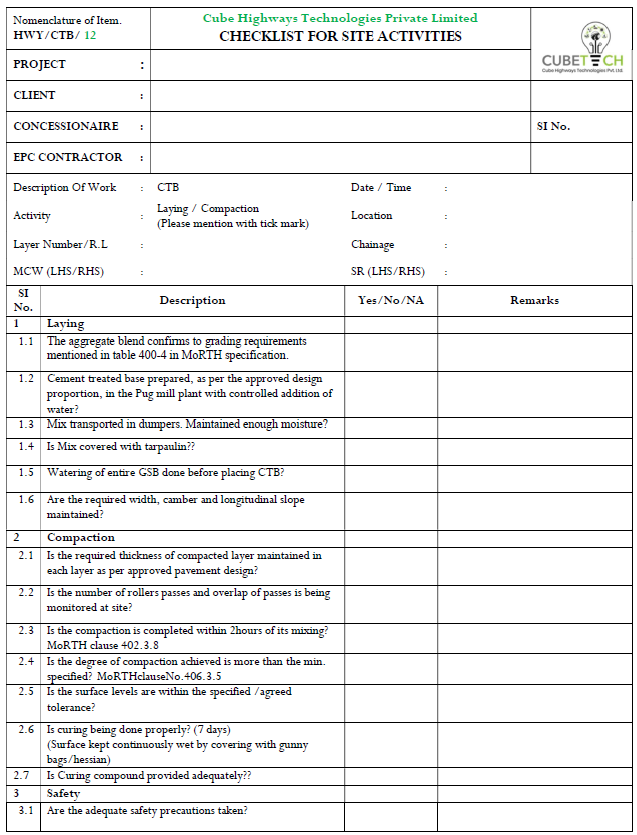 Nomenclature of Item.
HWY/CTB/ 12
Cube Highways Technologies Private Limited
CHECKLIST FOR SITE ACTIVITIES
CUBETECH
Cube Highways Technologies Pvt. Ltd.
PROJECT :
CLIENT :
CONCESSIONAIRE : SI No.
EPC CONTRACTOR :
Description Of Work : CTB Date / Time :
Activity : Laying / Compaction
(Please mention with tick mark) Location :
Layer Number/R.L : Chainage :
MCW (LHS/RHS) : SR (LHS/RHS) :
SI
No. Description Yes/No/NA Remarks
1 Laying
1.1 The aggregate blend confirms to grading requirements
mentioned in table 400-4 in MoRTH specification.
1.2 Cement treated base prepared, as per the approved design
proportion, in the Pug mill plant with controlled addition of
water?
1.3 Mix transported in dumpers. Maintained enough moisture?
1.4 Is Mix covered with tarpaulin??
1.5 Watering of entire GSB done before placing CTB?
1.6 Are the required width, camber and longitudinal slope
maintained?
2 Compaction
2.1 Is the required thickness of compacted layer maintained in
each layer as per approved pavement design?
2.2 Is the number of rollers passes and overlap of passes is being
monitored at site?
2.3 Is the compaction is completed within 2hours of its mixing?
MoRTH clause 402.3.8
2.4 Is the degree of compaction achieved is more than the min.
specified? MoRTHclauseNo.406.3.5
2.5 Is the surface levels are within the specified /agreed
tolerance?
2.6 Is curing being done properly? (7 days)
(Surface kept continuously wet by covering with gunny
bags/hessian)
2.7 Is Curing compound provided adequately??
3 Safety
3.1 Are the adequate safety precautions taken?